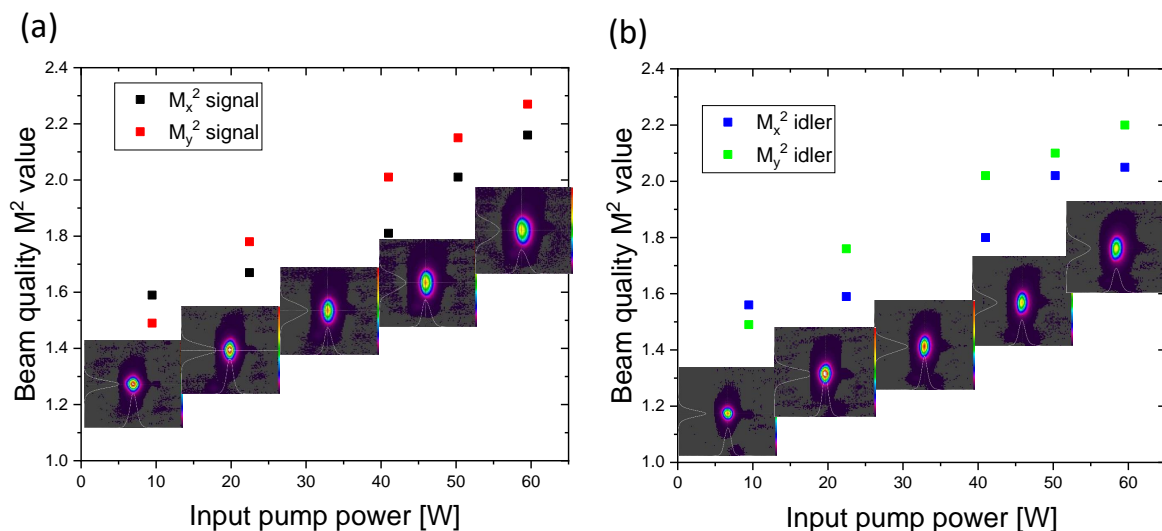 (a)
2.4
2.2
2.0
1.8
1.6
1.4
1.2
1.0
Beam quality M² value
Mₓ² signal
M_y² signal
0 10 20 30 40 50 60
Input pump power [W]
(b)
2.4
2.2
2.0
1.8
1.6
1.4
1.2
1.0
Beam quality M² value
Mₓ² idler
M_y² idler
0 10 20 30 40 50 60
Input pump power [W]